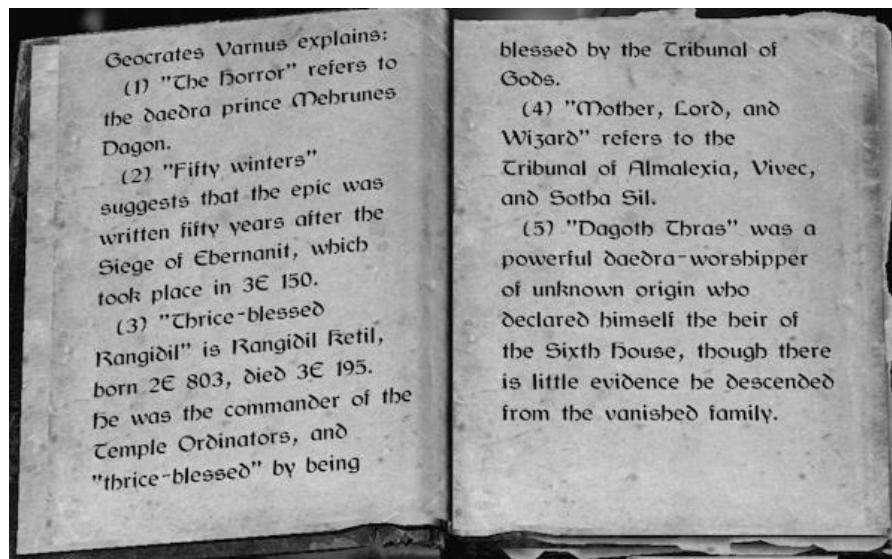 Geocrates Varnus explains:
(1) "The Horror" refers to
the daedra prince Mehrunes
Dagon.
(2) "Fifty winters"
suggests that the epic was
written fifty years after the
Siege of Ebernanit, which
took place in 3E 150.
(3) "Thrice-blessed
Rangidil" is Rangidil Ketil,
born 2E 803, died 3E 195.
He was the commander of the
Temple Ordinators, and
"thrice-blessed" by being
blessed by the Tribunal of
Gods.
(4) "Mother, Lord, and
Wizard" refers to the
Tribunal of Almalexia, Vivec,
and Sotha Sil.
(5) "Dagoth Thras" was a
powerful daedra-worshipper
of unknown origin who
declared himself the heir of
the Sixth House, though there
is little evidence he descended
from the vanished family.